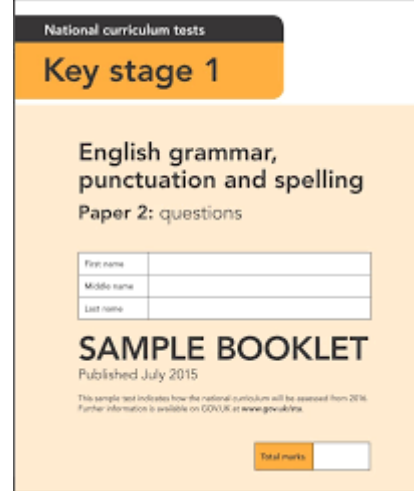 National curriculum tests
Key stage 1
English grammar,
punctuation and spelling
Paper 2: questions
First name
Middle name
Last name
SAMPLE BOOKLET
Published July 2015
This sample test indicates how the national curriculum will be assessed from 2016.
Further information is available on GOV.UK at www.gov.uk/sta.
Total marks